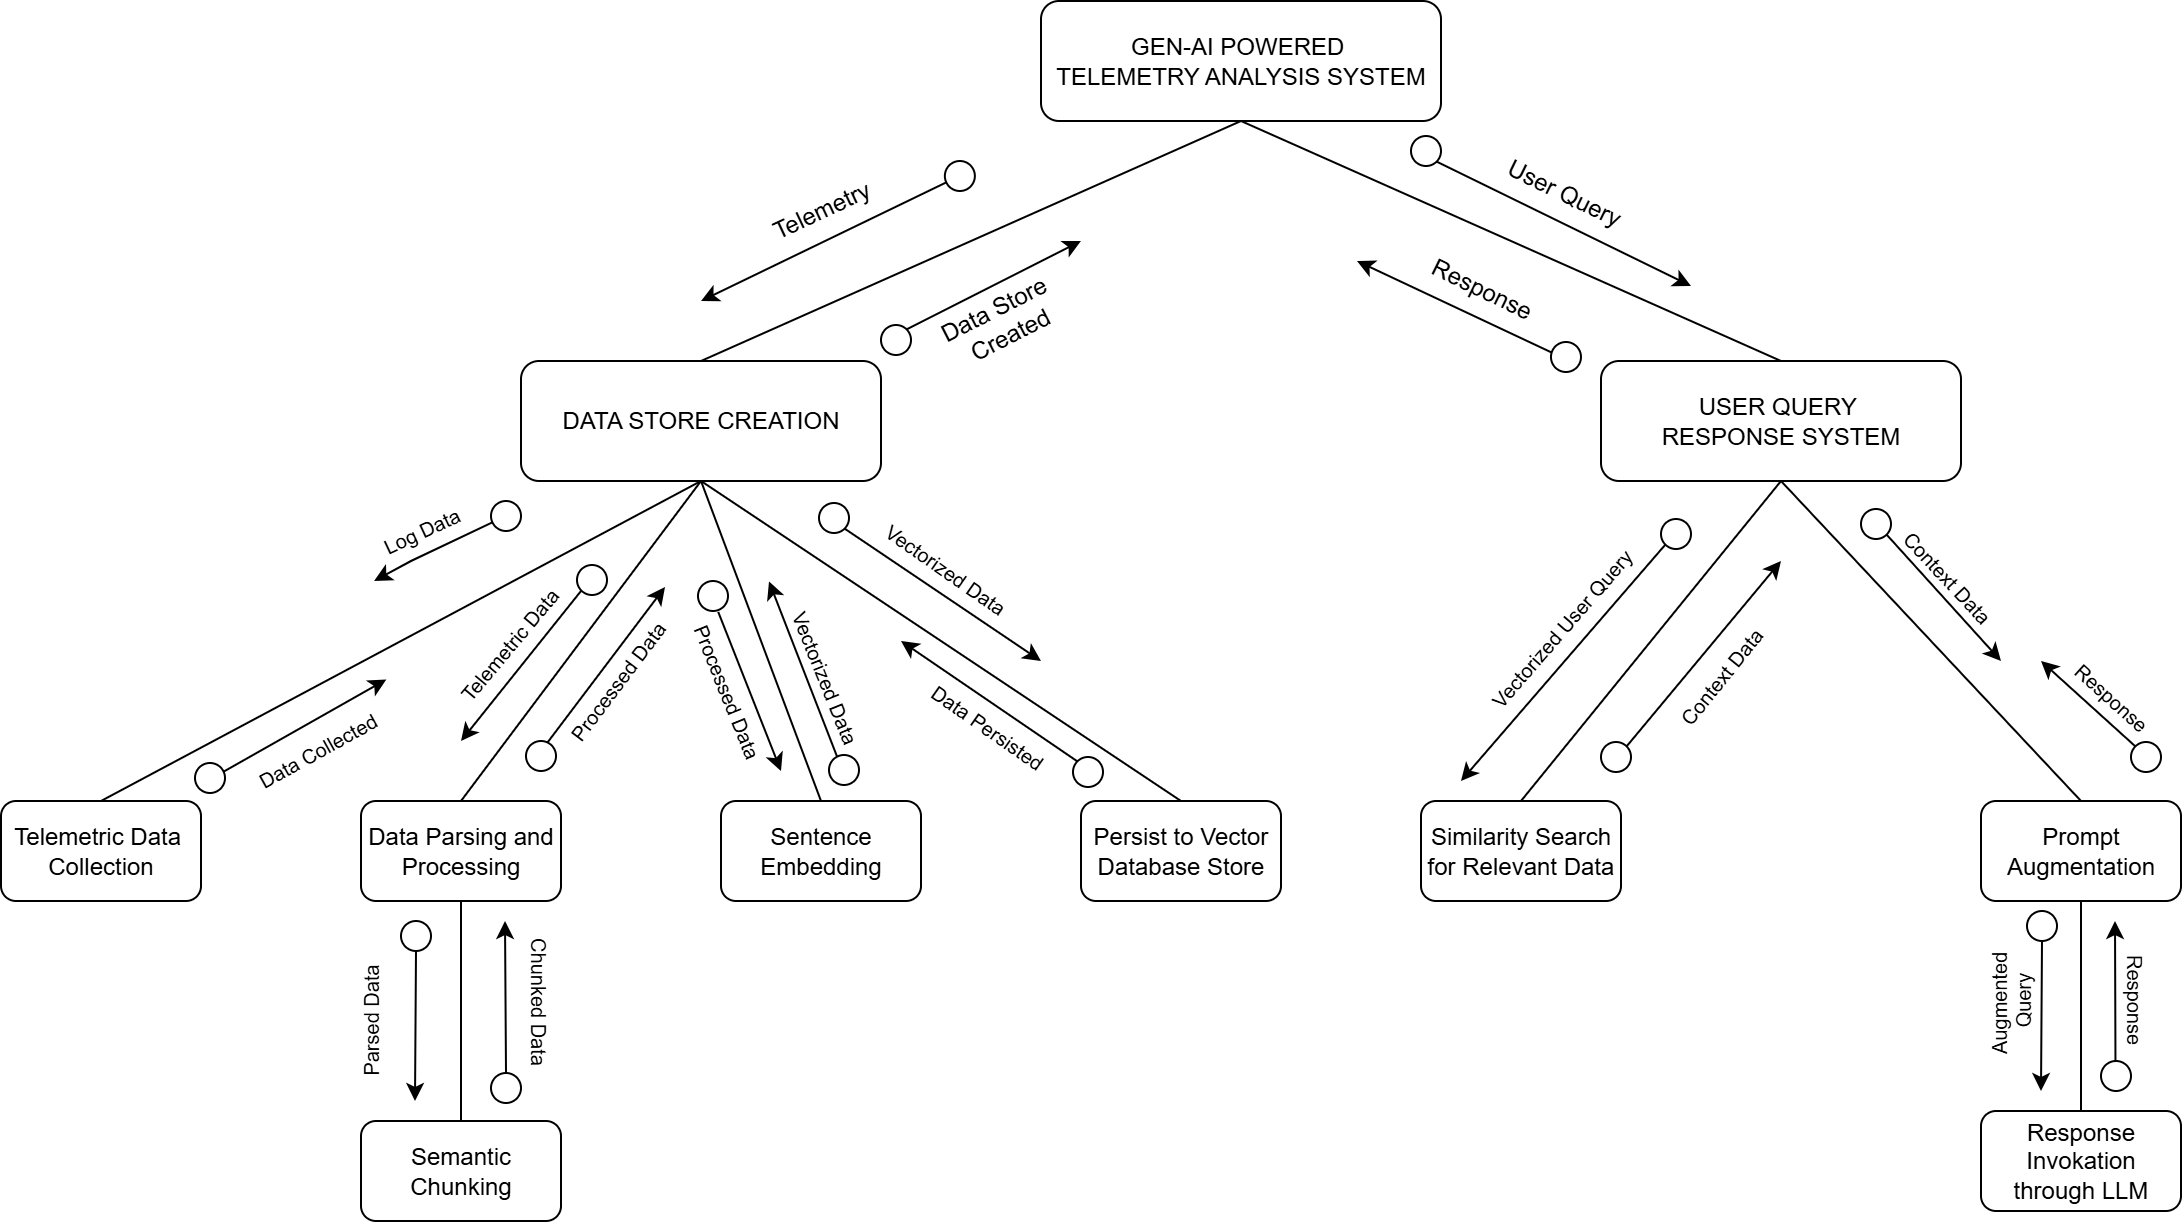 GEN-AI POWERED
TELEMETRY ANALYSIS SYSTEM
Telemetry
User Query
Data Store
Created
Response
DATA STORE CREATION
USER QUERY
RESPONSE SYSTEM
Log Data
Telemetric Data
Processed Data
Processed Data
Vectorized Data
Vectorized Data
Data Persisted
Data Collected
Vectorized User Query
Context Data
Context Data
Response
Telemetric Data
Collection
Data Parsing and
Processing
Sentence
Embedding
Persist to Vector
Database Store
Similarity Search
for Relevant Data
Prompt
Augmentation
Parsed Data
Chunked Data
Augmented
Query
Response
Semantic
Chunking
Response
Invokation
through LLM